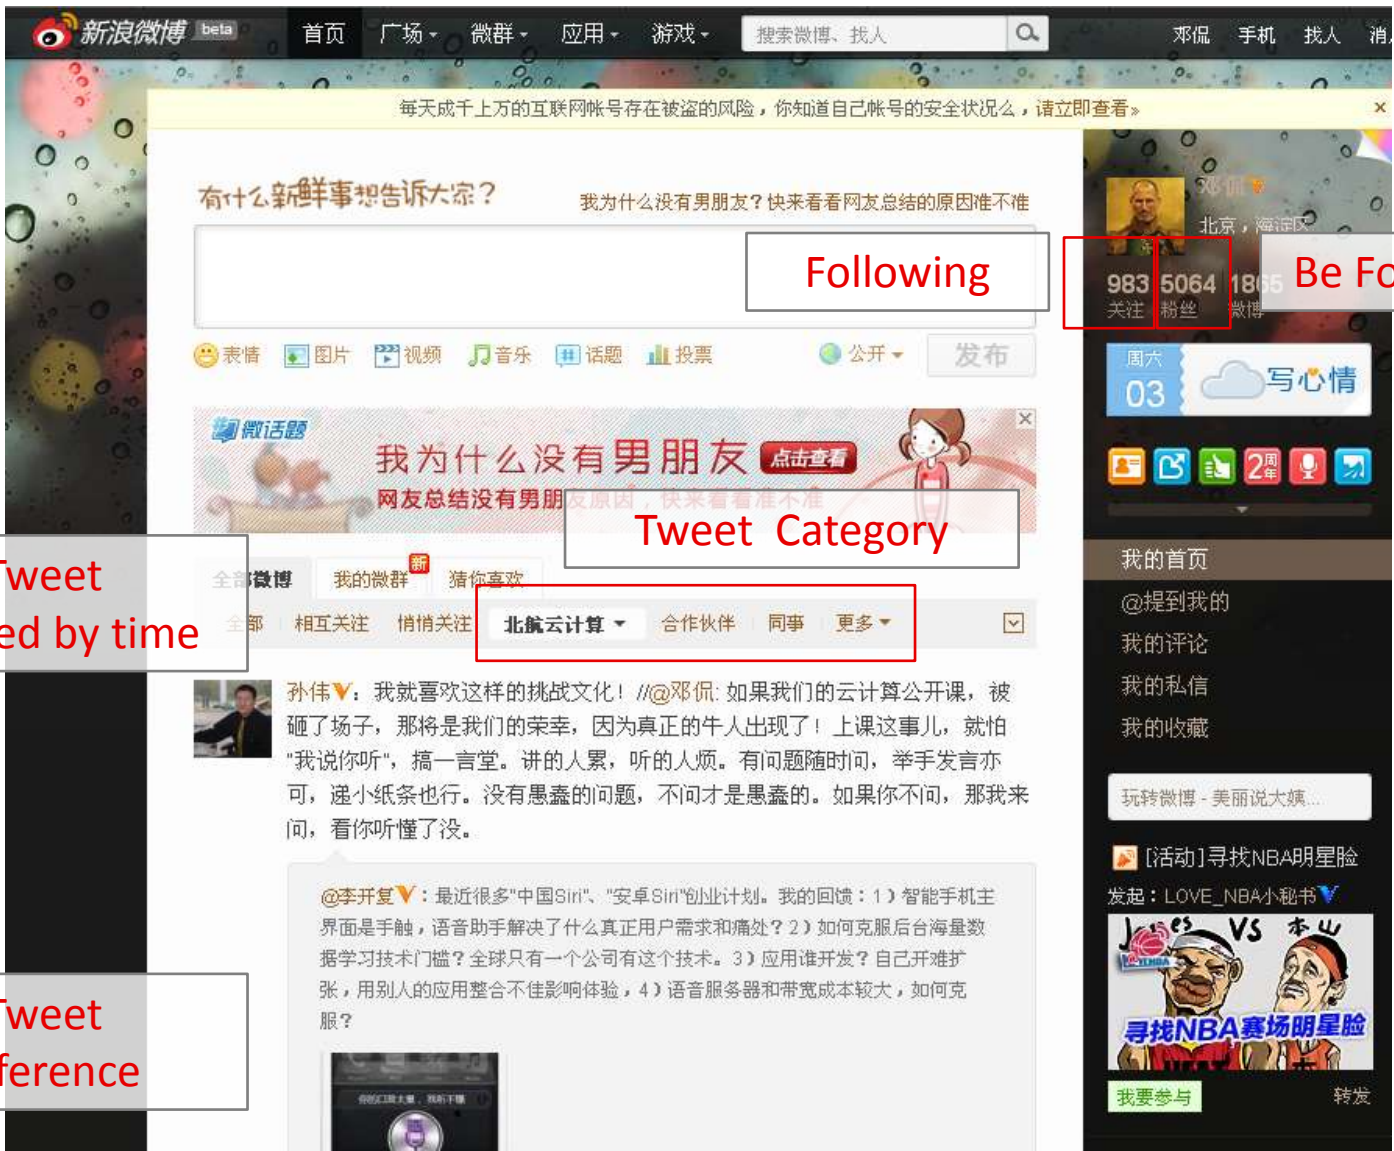 新浪微博 beta 首页 广场 微群 应用 游戏 搜索微博、找人 邓侃 手机 找人
每天成千上万的互联网帐号存在被盗的风险，你知道自己帐号的安全状况么，请立即查看»
有什么新鲜事想告诉大家？
我为什么没有男朋友？快来看看网友总结的原因准不准
邓侃
北京，海淀区
Following
Be Fo
983 5064 1865
关注 粉丝 微博
表情 图片 视频 音乐 # 话题 投票 公开 发布
周六
03
写心情
微话题
我为什么没有男朋友 点击查看
网友总结没有男朋友原因，快来看看准不准
2周年
Tweet Category
weet
ed by time
全部微博 我的微群 新 猜你喜欢
全部 相互关注 悄悄关注 北航云计算 合作伙伴 同事 更多
我的首页
@提到我的
我的评论
我的私信
我的收藏
孙伟：我就喜欢这样的挑战文化！//@邓侃: 如果我们的云计算公开课，被
砸了场子，那将是我们的荣幸，因为真正的牛人出现了！上课这事儿，就怕
"我说你听"，搞一言堂。讲的人累，听的人烦。有问题随时问，举手发言亦
可，递小纸条也行。没有愚蠢的问题，不问才是愚蠢的。如果你不问，那我来
问，看你听懂了没。
玩转微博 - 美丽说大姨...
[活动]寻找NBA明星脸
发起：LOVE_NBA小秘书
VS 本山
寻找NBA赛场明星脸
我要参与 转发
@李开复：最近很多"中国Siri"、"安卓Siri"创业计划。我的回馈：1）智能手机主
界面是手触，语音助手解决了什么真正用户需求和痛处？2）如何克服后台海量数
据学习技术门槛？全球只有一个公司有这个技术。3）应用谁开发？自己开难扩
张，用别人的应用整合不佳影响体验，4）语音服务器和带宽成本较大，如何克
服？
weet
ference
你的口音太重，我听不懂